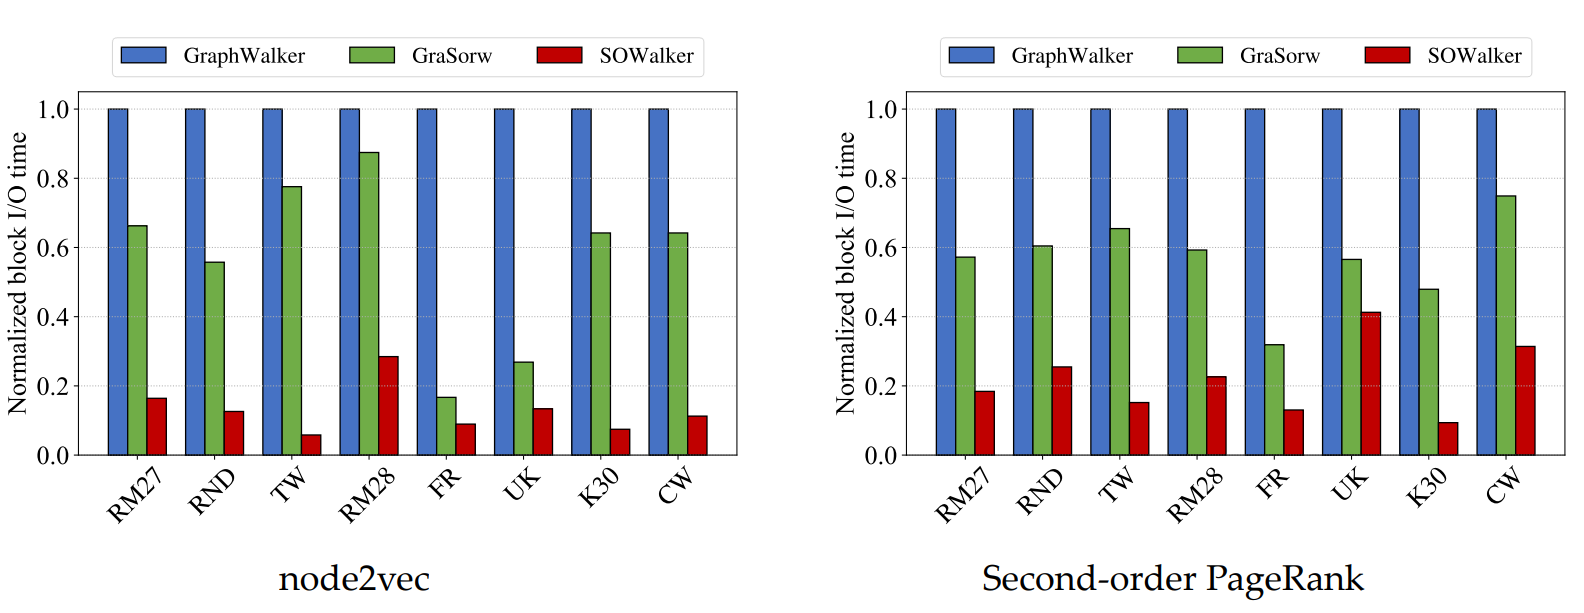 GraphWalker GraSorw SOWalker
Normalized block I/O time
1.0
0.8
0.6
0.4
0.2
0.0
RM27 RND TW RM28 FR UK K30 CW
node2vec
GraphWalker GraSorw SOWalker
Normalized block I/O time
1.0
0.8
0.6
0.4
0.2
0.0
RM27 RND TW RM28 FR UK K30 CW
Second-order PageRank